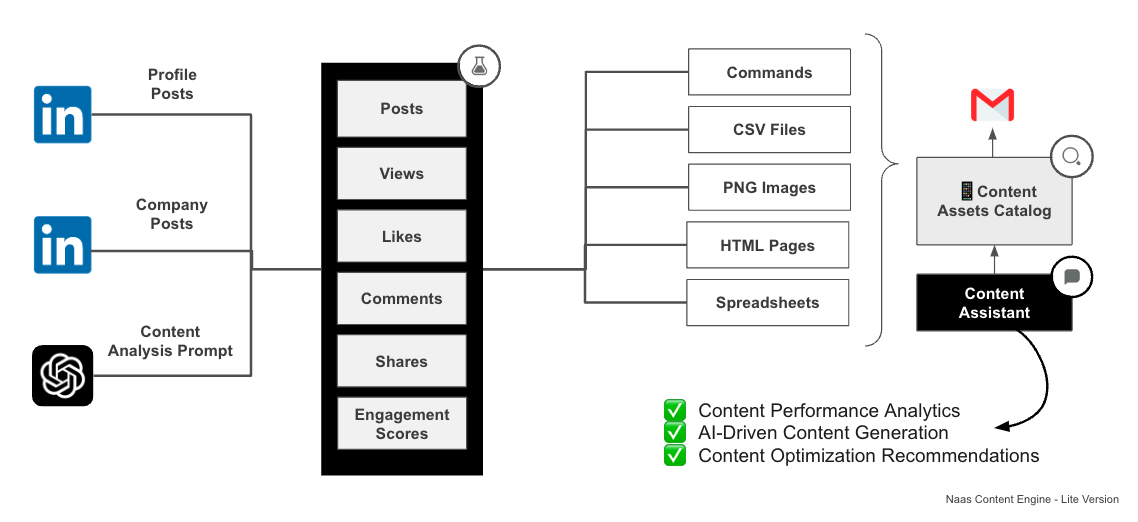 Profile
Posts
in
Company
Posts
in
Content
Analysis Prompt
Posts
Views
Likes
Comments
Shares
Engagement
Scores
Commands
CSV Files
PNG Images
HTML Pages
Spreadsheets
Content
Assets Catalog
Content
Assistant
Content Performance Analytics
AI-Driven Content Generation
Content Optimization Recommendations
Naas Content Engine - Lite Version